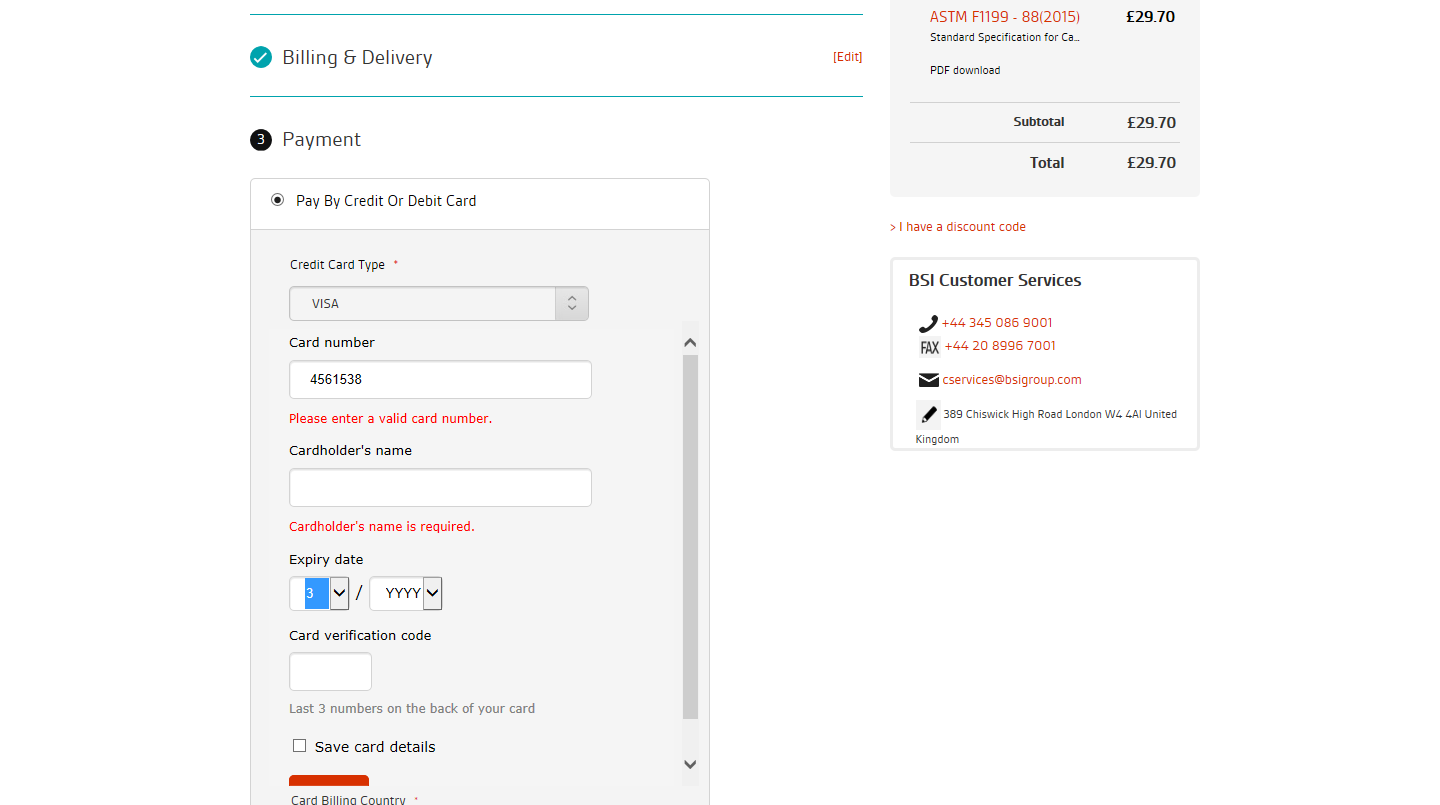 Billing & Delivery
[Edit]
3 Payment
Pay By Credit Or Debit Card
Credit Card Type *
VISA
Card number
4561538
Please enter a valid card number.
Cardholder's name
Cardholder's name is required.
Expiry date
3 / YYYY
Card verification code
Last 3 numbers on the back of your card
Save card details
Card Billing Country *
ASTM F1199 - 88(2015) £29.70
Standard Specification for Ca...
PDF download
Subtotal £29.70
Total £29.70
> I have a discount code
BSI Customer Services
+44 345 086 9001
FAX +44 20 8996 7001
cservices@bsigroup.com
389 Chiswick High Road London W4 4Al United
Kingdom